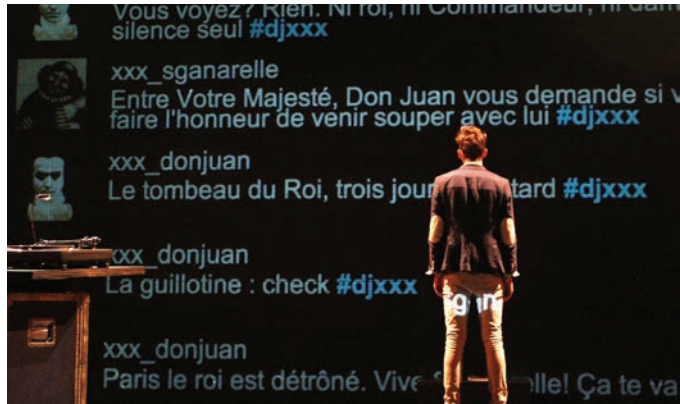 Vous voyez? Rien. Ni roi, ni Commandeur, ni
silence seul #djxxx
xxx_sganarelle
Entre Votre Majesté, Don Juan vous demande si
faire l'honneur de venir souper avec lui #djxxx
xxx_donjuan
Le tombeau du Roi, trois tard #djxxx
xxx_donjuan
La guillotine : check #djxxx
xxx_donjuan
Paris le roi est détrôné. Vive Ça te va